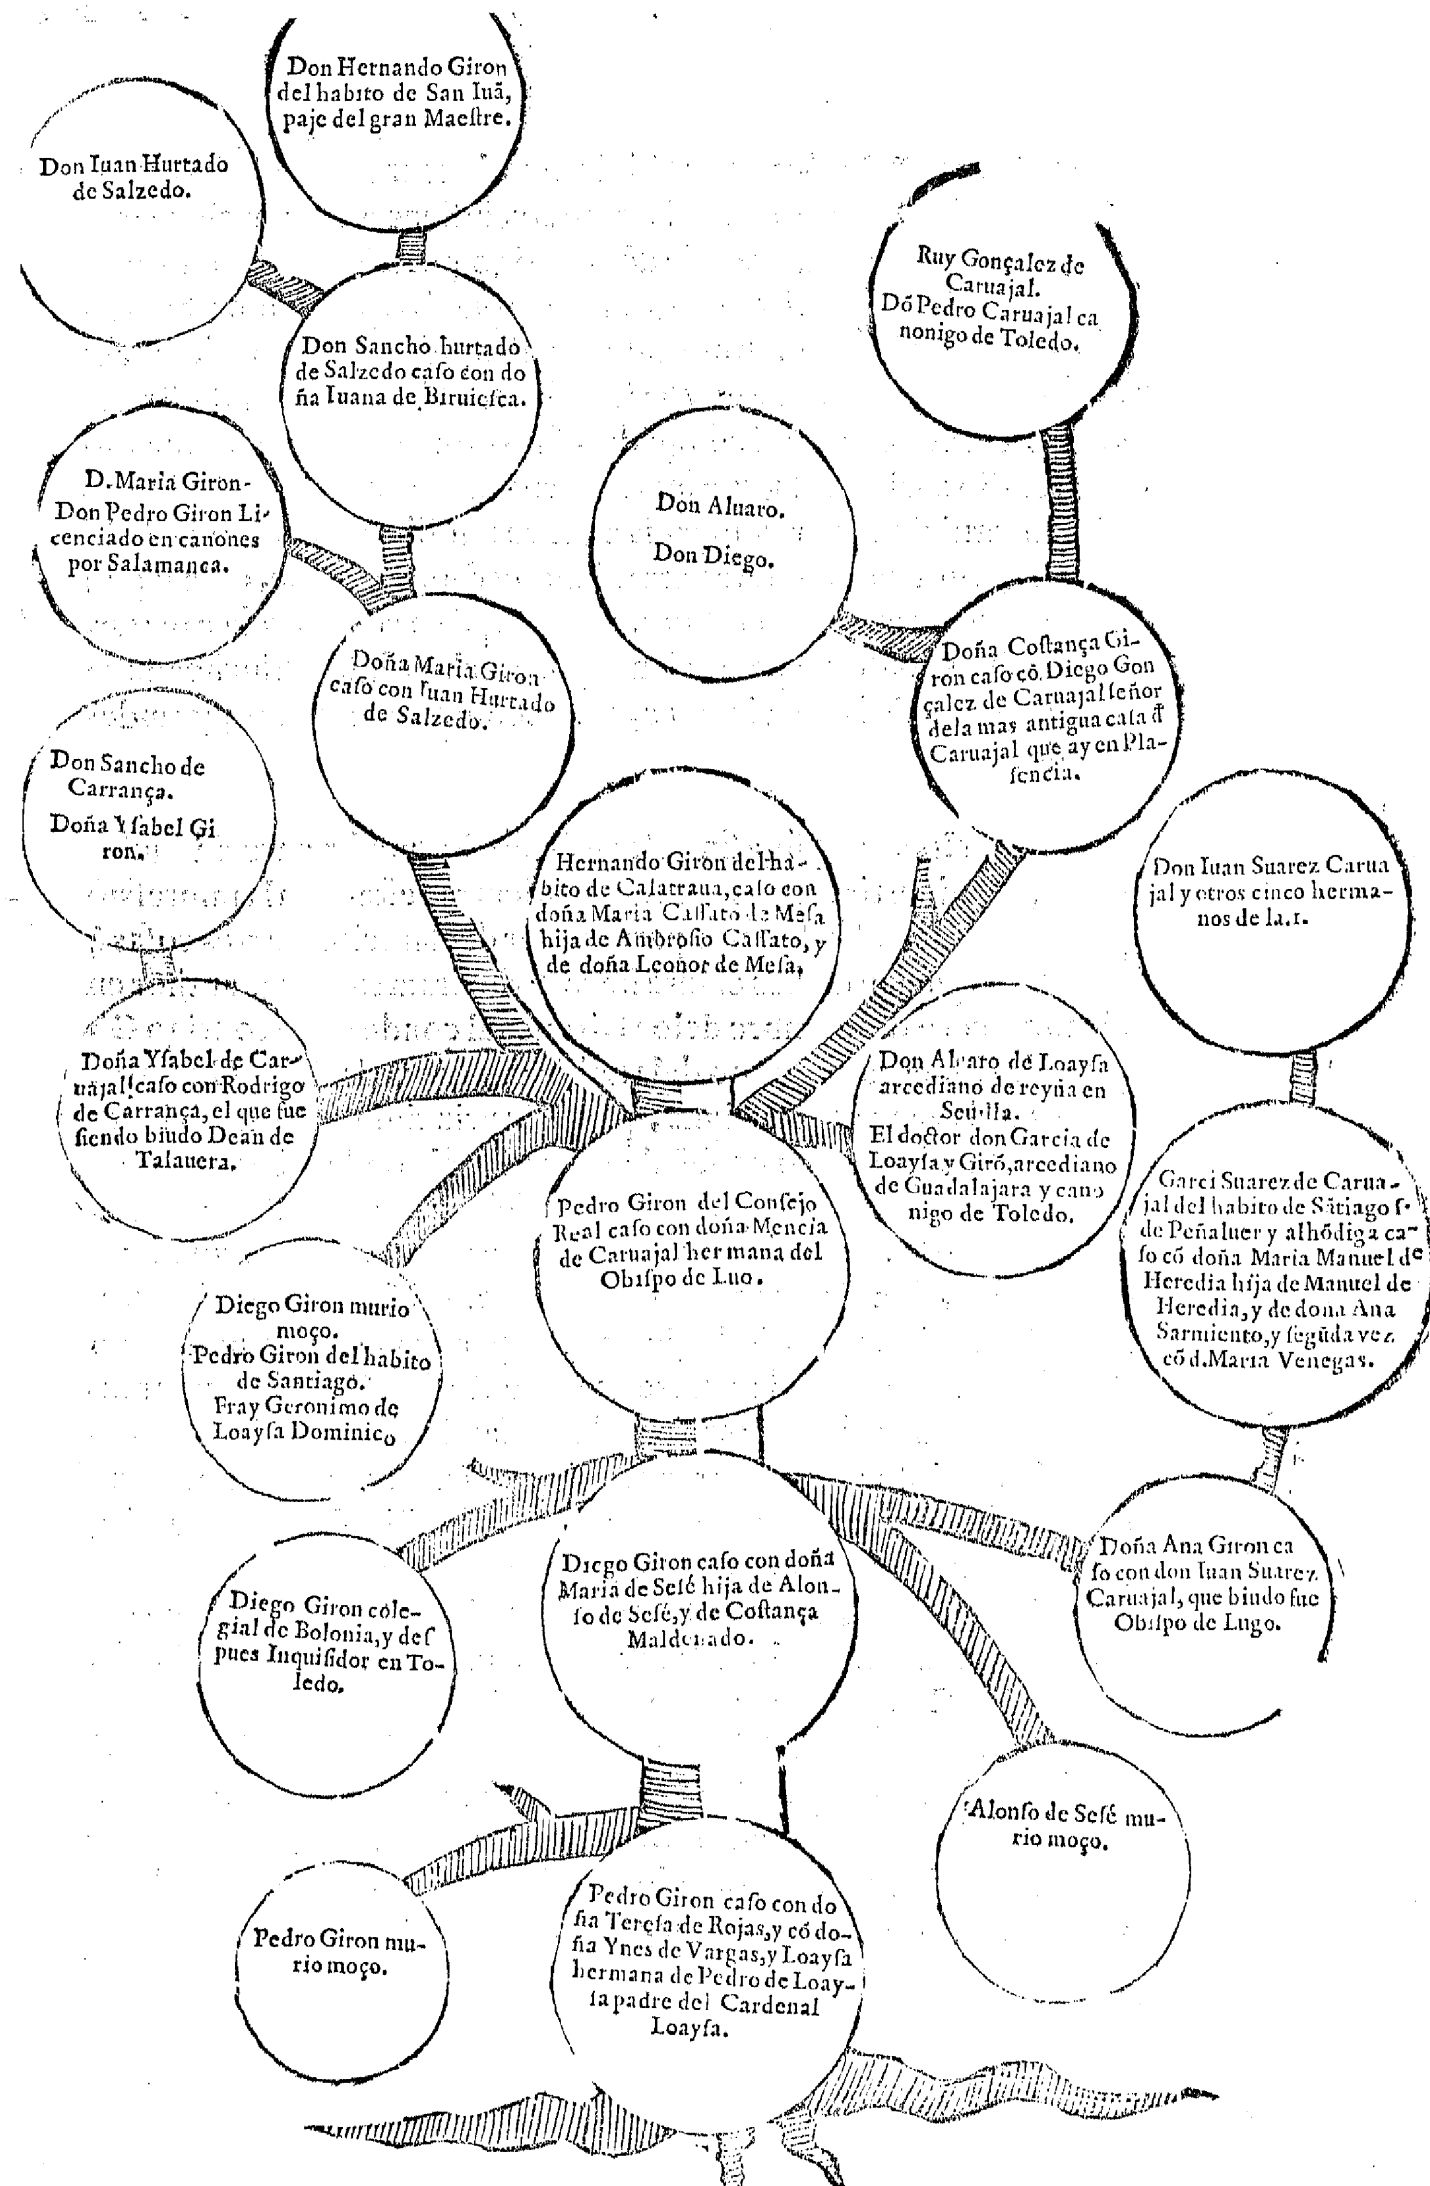 Don Hernando Giron
del habito de San Iuã,
paje del gran Maeſtre.
Don Iuan Hurtado
de Salzedo.
Ruy Gonçalez de
Caruajal.
Dõ Pedro Caruajal ca
nonigo de Toledo.
Don Sancho hurtado
de Salzedo caſo con do
ña Iuana de Biruieſca.
D. Maria Giron-
Don Pedro Giron Li-
cenciado en canones
por Salamanca.
Don Aluaro.
Don Diego.
Doña Maria Giron
caſo con Iuan Hurtado
de Salzedo.
Doña Coſtança Gi-
ron caſo cõ Diego Gon
çalez de Caruajal ſeñor
dela mas antigua caſa đ
Caruajal que ay en Pla-
ſencia.
Don Sancho de
Carrança.
Doña Yſabel Gi
ron.
Hernando Giron del ha-
bito de Calatraua, caſo con
doña Maria Caſſato de Meſa
hija de Ambroſio Caſſato, y
de doña Leonor de Meſa.
Don Iuan Suarez Carua
jal y otros cinco herma-
nos de la.1.
Doña Yſabel de Car-
uajal caſo con Rodrigo
de Carrança, el que fue
ſiendo biudo Dean de
Talauera.
Don Alvaro de Loayſa
arcediano de reyna en
Seuilla.
El doctor don Garcia de
Loayſa y Girõ, arcediano
de Guadalajara y cano
nigo de Toledo.
Garci Suarez de Carua-
jal del habito de Sãtiago ſ.
de Peñaluer y alhõdiga ca-
ſo cõ doña Maria Manuel de
Heredia hija de Manuel de
Heredia, y de dona Ana
Sarmiento, y ſegũda vez
cõ d. Maria Venegas.
Pedro Giron del Conſejo
Real caſo con doña Mencia
de Caruajal hermana del
Obiſpo de Luo.
Diego Giron murio
moço.
Pedro Giron del habito
de Santiago.
Fray Geronimo de
Loayſa Dominico
Diego Giron caſo con doña
Maria de Seſé hija de Alon-
ſo de Seſé, y de Coſtança
Maldonado.
Doña Ana Giron ca
ſo con don Iuan Suarez
Caruajal, que biudo fue
Obiſpo de Lugo.
Diego Giron cole-
gial de Bolonia, y deſ
pues Inquiſidor en To-
ledo.
Alonſo de Seſé mu-
rio moço.
Pedro Giron mu-
rio moço.
Pedro Giron caſo con do
ña Tereſa de Rojas, y cõ do-
ña Ynes de Vargas, y Loayſa
hermana de Pedro de Loay-
ſa padre del Cardenal
Loayſa.